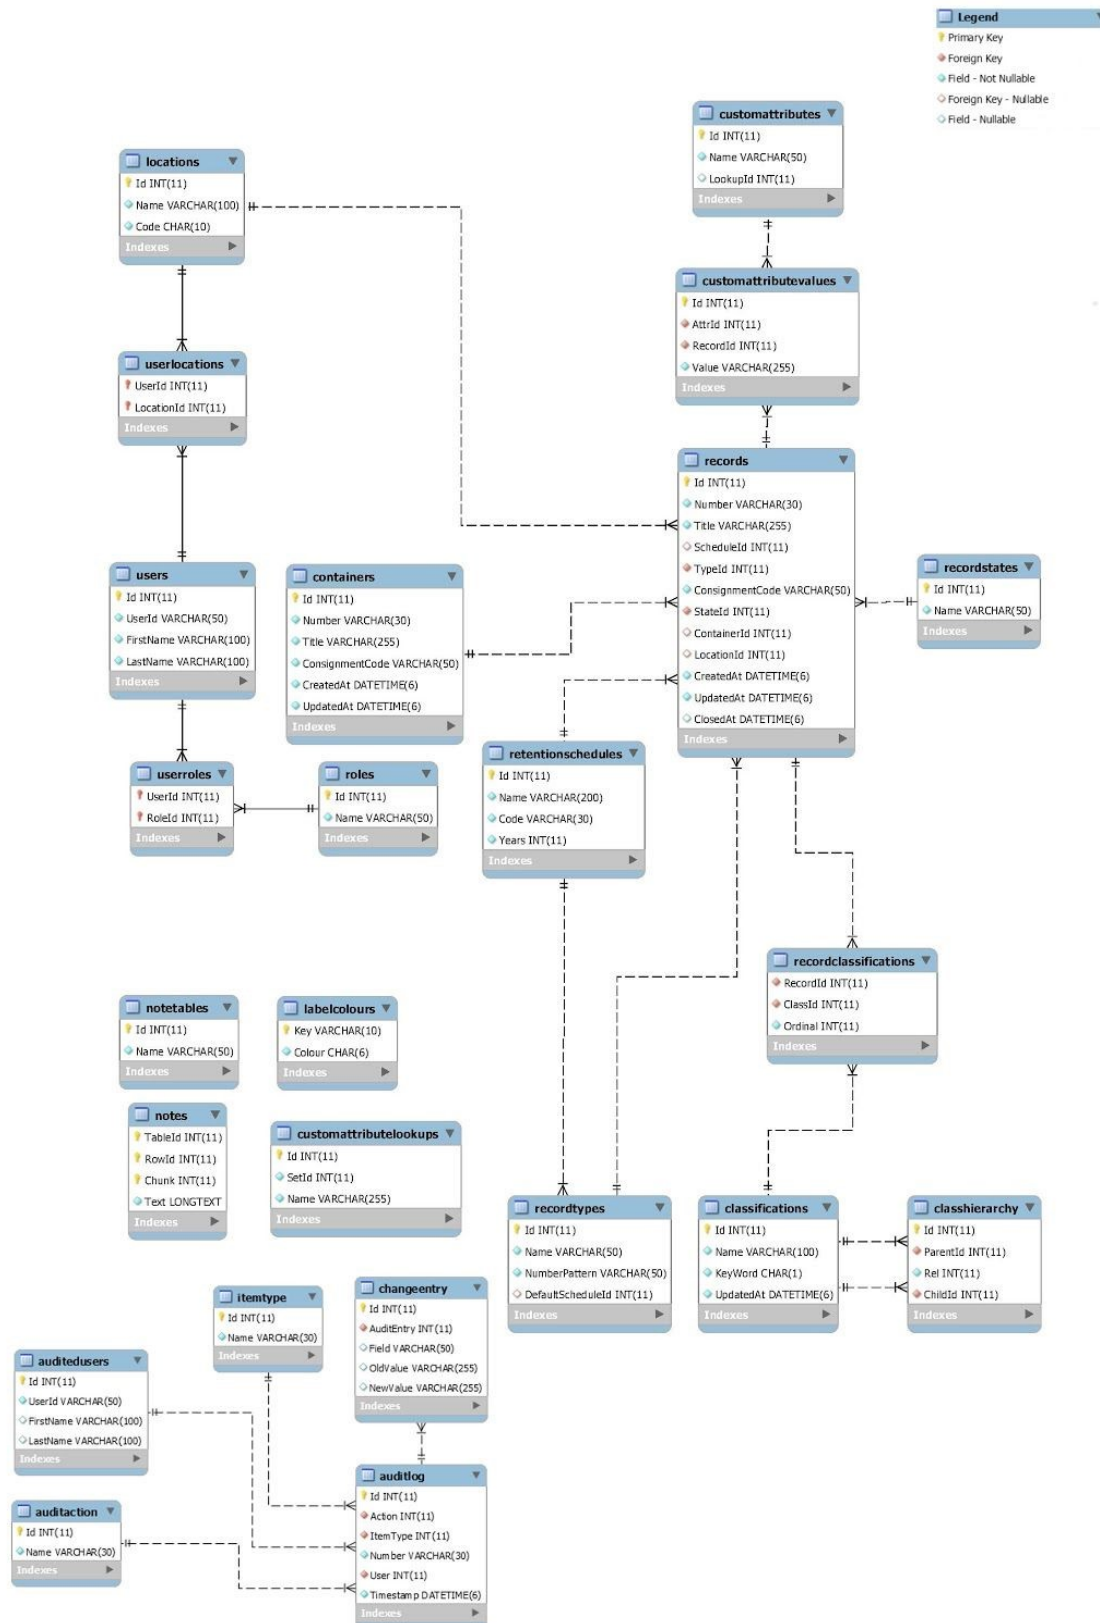 Legend
Primary Key
Foreign Key
Field - Not Nullable
Foreign Key - Nullable
Field - Nullable
customattributes
Id INT(11)
Name VARCHAR(50)
LookupId INT(11)
Indexes
locations
Id INT(11)
Name VARCHAR(100)
Code CHAR(10)
Indexes
customattributevalues
Id INT(11)
AttrId INT(11)
RecordId INT(11)
Value VARCHAR(255)
Indexes
userlocations
UserId INT(11)
LocationId INT(11)
Indexes
records
Id INT(11)
Number VARCHAR(30)
Title VARCHAR(255)
ScheduleId INT(11)
TypeId INT(11)
ConsignmentCode VARCHAR(50)
StateId INT(11)
ContainerId INT(11)
LocationId INT(11)
CreatedAt DATETIME(6)
UpdatedAt DATETIME(6)
ClosedAt DATETIME(6)
Indexes
recordstates
Id INT(11)
Name VARCHAR(50)
Indexes
users
Id INT(11)
UserId VARCHAR(50)
FirstName VARCHAR(100)
LastName VARCHAR(100)
Indexes
containers
Id INT(11)
Number VARCHAR(30)
Title VARCHAR(255)
ConsignmentCode VARCHAR(50)
CreatedAt DATETIME(6)
UpdatedAt DATETIME(6)
Indexes
retentionschedules
Id INT(11)
Name VARCHAR(200)
Code VARCHAR(30)
Years INT(11)
Indexes
userroles
UserId INT(11)
RoleId INT(11)
Indexes
roles
Id INT(11)
Name VARCHAR(50)
Indexes
recordclassifications
RecordId INT(11)
ClassId INT(11)
Ordinal INT(11)
Indexes
notetables
Id INT(11)
Name VARCHAR(50)
Indexes
labelcolours
Key VARCHAR(10)
Colour CHAR(6)
Indexes
notes
TableId INT(11)
RowId INT(11)
Chunk INT(11)
Text LONGTEXT
Indexes
customattributelookups
Id INT(11)
SetId INT(11)
Name VARCHAR(255)
Indexes
recordtypes
Id INT(11)
Name VARCHAR(50)
NumberPattern VARCHAR(50)
DefaultScheduleId INT(11)
Indexes
classifications
Id INT(11)
Name VARCHAR(100)
KeyWord CHAR(1)
UpdatedAt DATETIME(6)
Indexes
classhierarchy
Id INT(11)
ParentId INT(11)
Rel INT(11)
ChildId INT(11)
Indexes
itemtype
Id INT(11)
Name VARCHAR(30)
Indexes
changeentry
Id INT(11)
AuditEntry INT(11)
Field VARCHAR(50)
OldValue VARCHAR(255)
NewValue VARCHAR(255)
Indexes
auditedusers
Id INT(11)
UserId VARCHAR(50)
FirstName VARCHAR(100)
LastName VARCHAR(100)
Indexes
auditlog
Id INT(11)
Action INT(11)
ItemType INT(11)
Number VARCHAR(30)
User INT(11)
Timestamp DATETIME(6)
Indexes
auditaction
Id INT(11)
Name VARCHAR(30)
Indexes